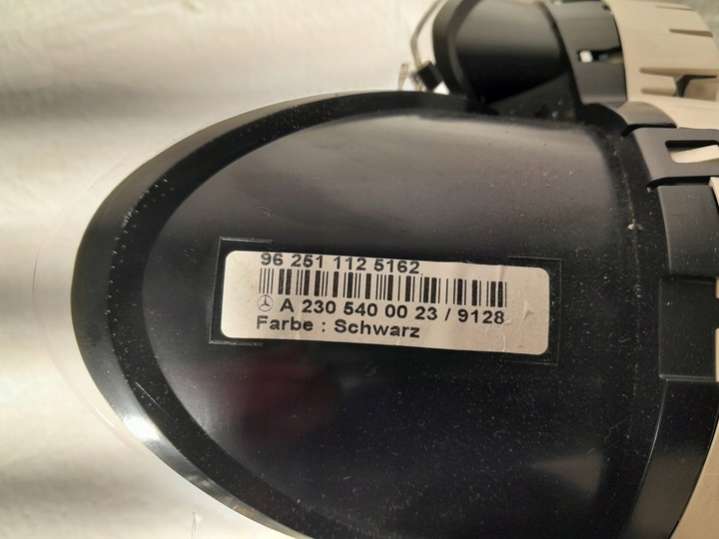 96 251 112 5162
A 230 540 00 23 / 9128
Farbe : Schwarz